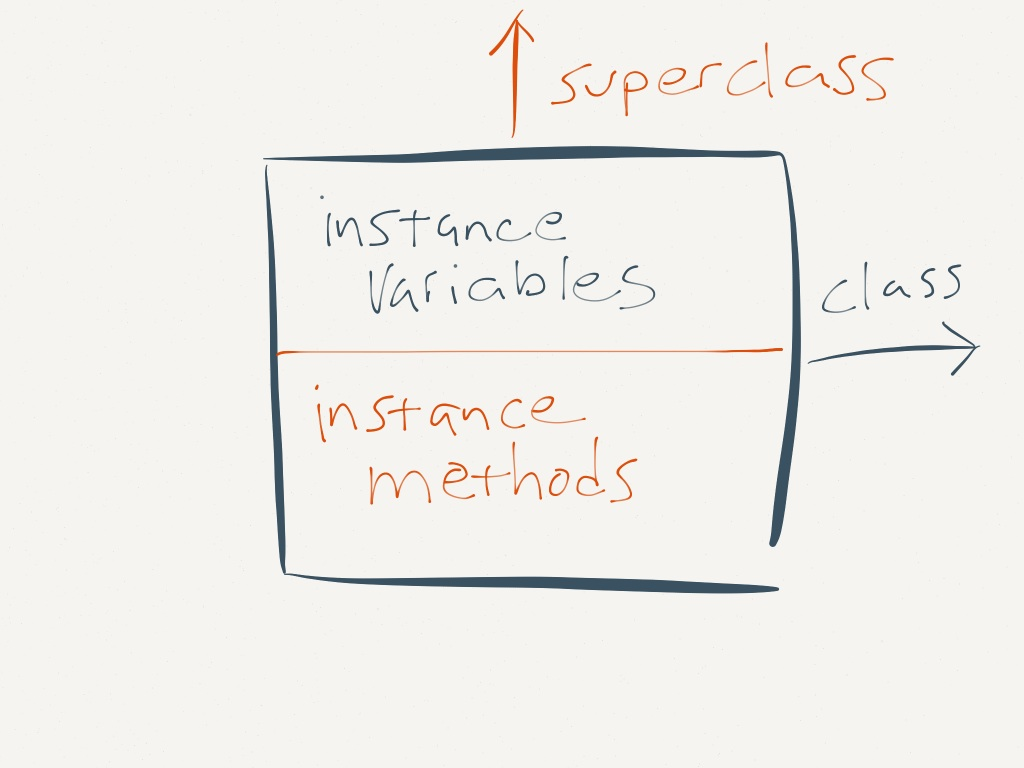 superclass
instance
variables
class
instance
methods